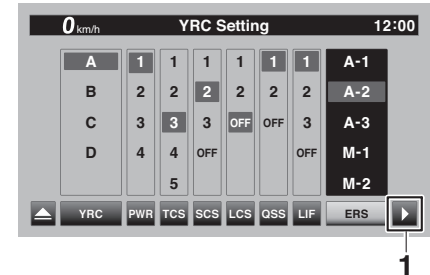 0 km/h YRC Setting 12:00
A 1 1 1 1 1 1 A-1
B 2 2 2 2 2 2 A-2
C 3 3 3 OFF OFF 3 A-3
D 4 4 OFF OFF M-1
5 M-2
YRC PWR TCS SCS LCS QSS LIF ERS
1